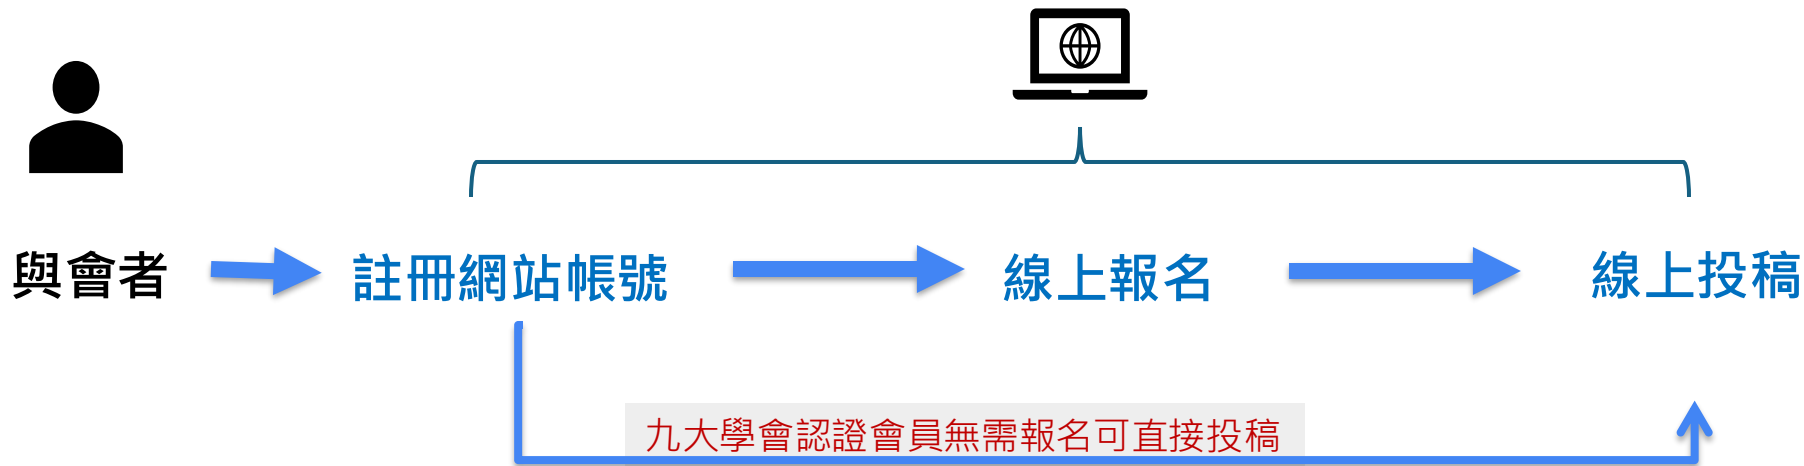 與會者
註冊網站帳號
線上報名
線上投稿
九大學會認證會員無需報名可直接投稿